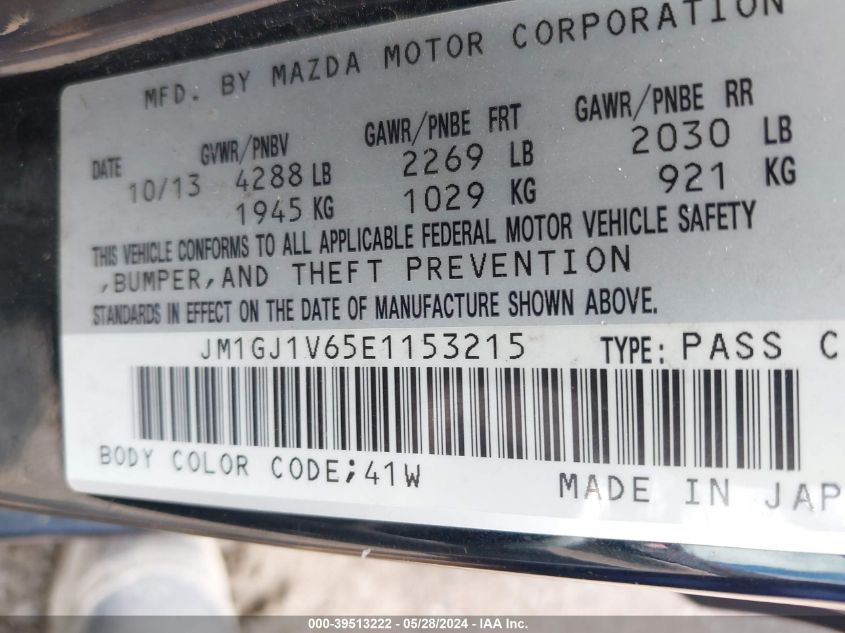 MFD. BY MAZDA MOTOR CORPORATION
DATE GVWR/PNBV GAWR/PNBE FRT GAWR/PNBE RR
10/13 4288 LB 2269 LB 2030 LB
1945 KG 1029 KG 921 KG
THIS VEHICLE CONFORMS TO ALL APPLICABLE FEDERAL MOTOR VEHICLE SAFETY
,BUMPER,AND THEFT PREVENTION
STANDARDS IN EFFECT ON THE DATE OF MANUFACTURE SHOWN ABOVE.
JM1GJ1V65E1153215 TYPE: PASS C
BODY COLOR CODE;41W MADE IN JAP
000-39513222 - 05/28/2024 - IAA Inc.